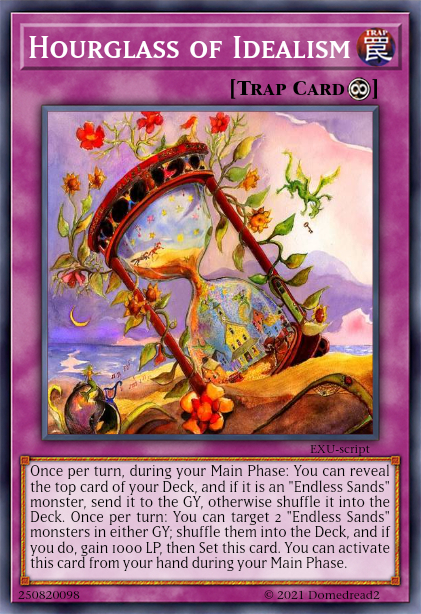 Hourglass of Idealism
TRAP
罠
[Trap Card]
EXU-script
Once per turn, during your Main Phase: You can reveal
the top card of your Deck, and if it is an "Endless Sands"
monster, send it to the GY, otherwise shuffle it into the
Deck. Once per turn: You can target 2 "Endless Sands"
monsters in either GY; shuffle them into the Deck, and if
you do, gain 1000 LP, then Set this card. You can activate
this card from your hand during your Main Phase.
250820098
© 2021 Domedread2